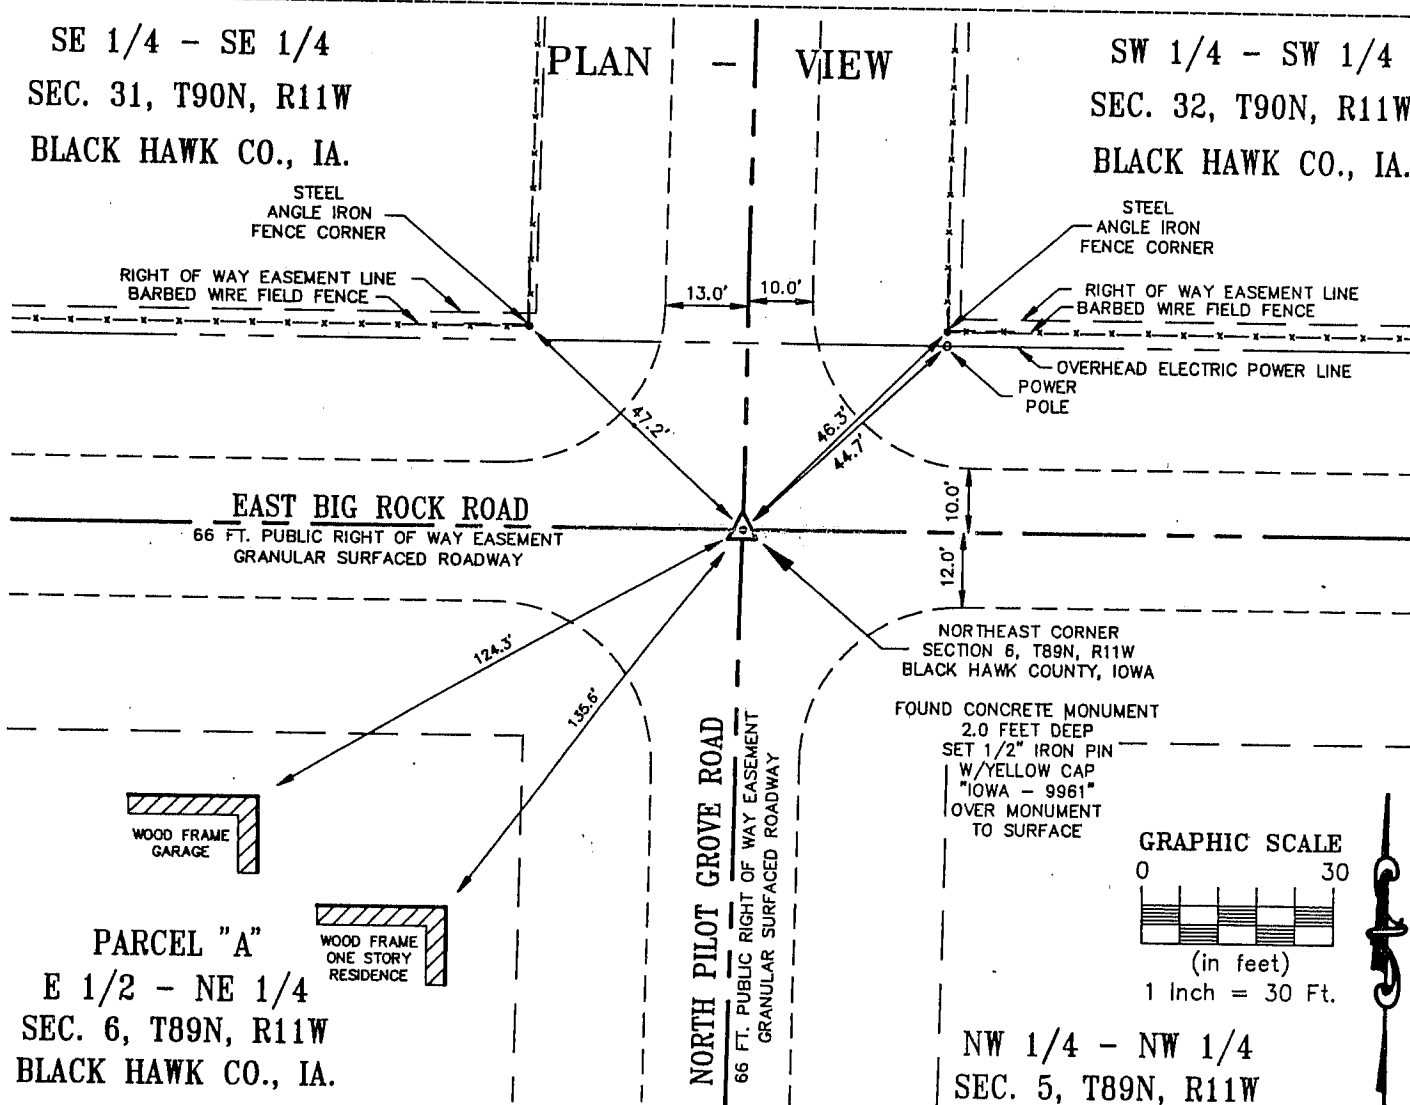 PLAN - VIEW
SE 1/4 - SE 1/4
SEC. 31, T90N, R11W
BLACK HAWK CO., IA.
SW 1/4 - SW 1/4
SEC. 32, T90N, R11W
BLACK HAWK CO., IA.
STEEL
ANGLE IRON
FENCE CORNER
RIGHT OF WAY EASEMENT LINE
BARBED WIRE FIELD FENCE
13.0'
10.0'
STEEL
ANGLE IRON
FENCE CORNER
RIGHT OF WAY EASEMENT LINE
BARBED WIRE FIELD FENCE
OVERHEAD ELECTRIC POWER LINE
POWER
POLE
47.2'
46.3'
44.7'
EAST BIG ROCK ROAD
66 FT. PUBLIC RIGHT OF WAY EASEMENT
GRANULAR SURFACED ROADWAY
10.0'
12.0'
124.3'
135.6'
NORTHEAST CORNER
SECTION 6, T89N, R11W
BLACK HAWK COUNTY, IOWA
FOUND CONCRETE MONUMENT
2.0 FEET DEEP
SET 1/2" IRON PIN
W/YELLOW CAP
"IOWA - 9961"
OVER MONUMENT
TO SURFACE
NORTH PILOT GROVE ROAD
66 FT. PUBLIC RIGHT OF WAY EASEMENT
GRANULAR SURFACED ROADWAY
WOOD FRAME
GARAGE
WOOD FRAME
ONE STORY
RESIDENCE
PARCEL "A"
E 1/2 - NE 1/4
SEC. 6, T89N, R11W
BLACK HAWK CO., IA.
GRAPHIC SCALE
0 30
(in feet)
1 Inch = 30 Ft.
NW 1/4 - NW 1/4
SEC. 5, T89N, R11W